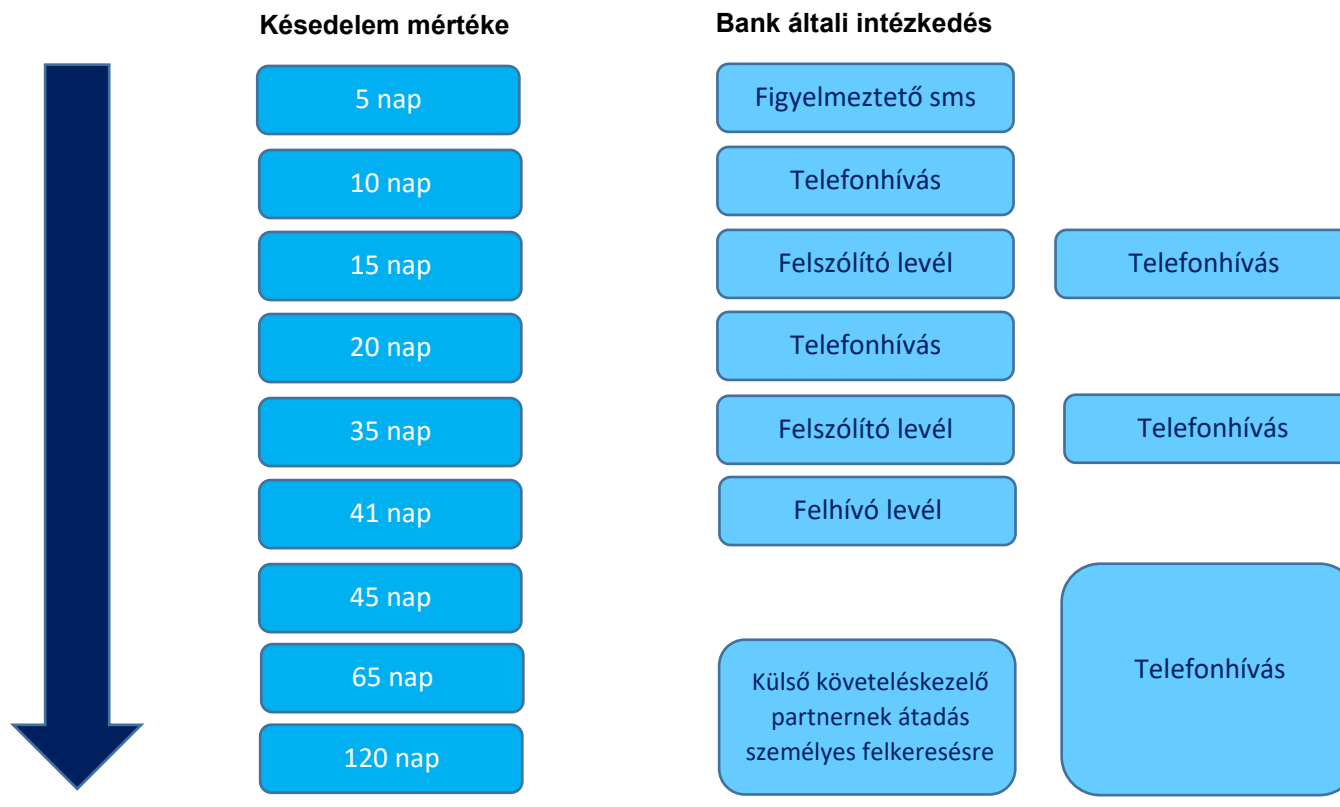 Késedelem mértéke
Bank általi intézkedés
5 nap
Figyelmeztető sms
10 nap
Telefonhívás
15 nap
Felszólító levél
Telefonhívás
20 nap
Telefonhívás
35 nap
Felszólító levél
Telefonhívás
41 nap
Felhívó levél
45 nap
65 nap
120 nap
Külső követeléskezelő
partnernek átadás
személyes felkeresésre
Telefonhívás